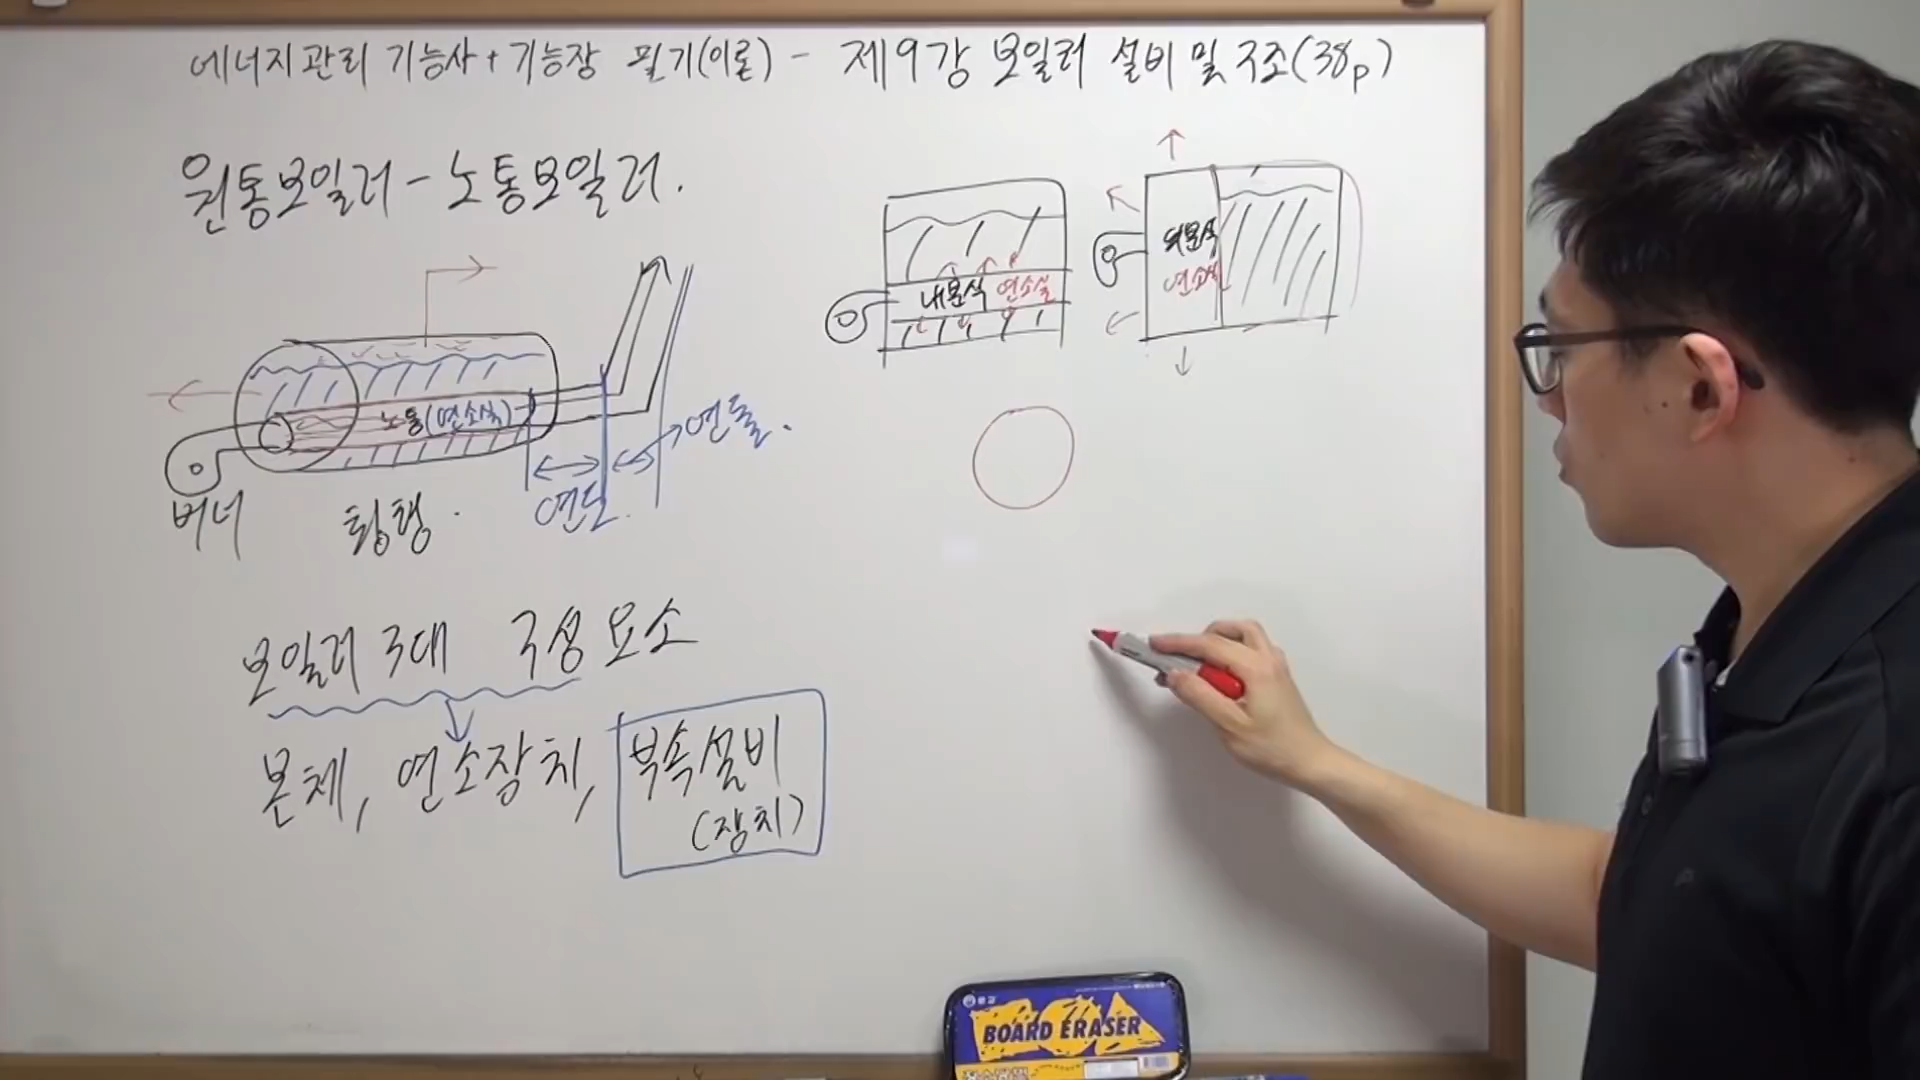 에너지관리 기능사+기능장 필기(이론) - 제9강 보일러 설비 및 구조(38p)
원통보일러-노통보일러.
내분식 연소실
외분식
연소실
노통(연소실)
연돌.
버너
횡형.
연도.
보일러 3대 구성요소
본체, 연소장치, 부속설비
(장치)
BOARD ERASER